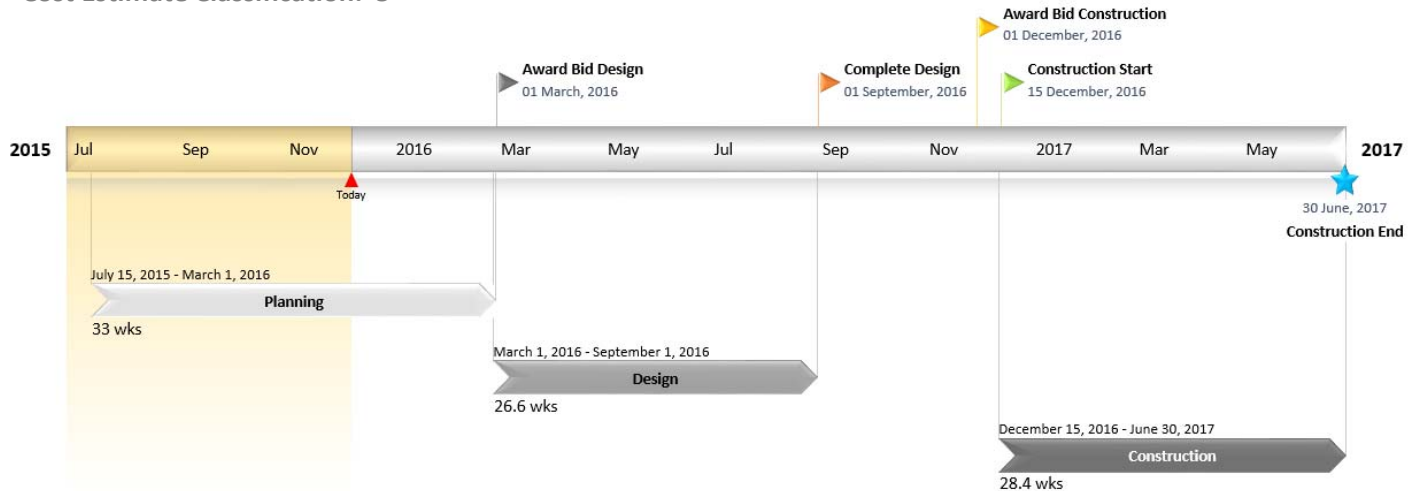 Award Bid Construction
01 December, 2016
Award Bid Design
01 March, 2016
Complete Design
01 September, 2016
Construction Start
15 December, 2016
2015
Jul
Sep
Nov
2016
Mar
May
Jul
Sep
Nov
2017
Mar
May
2017
Today
30 June, 2017
Construction End
July 15, 2015 - March 1, 2016
Planning
33 wks
March 1, 2016 - September 1, 2016
Design
26.6 wks
December 15, 2016 - June 30, 2017
Construction
28.4 wks